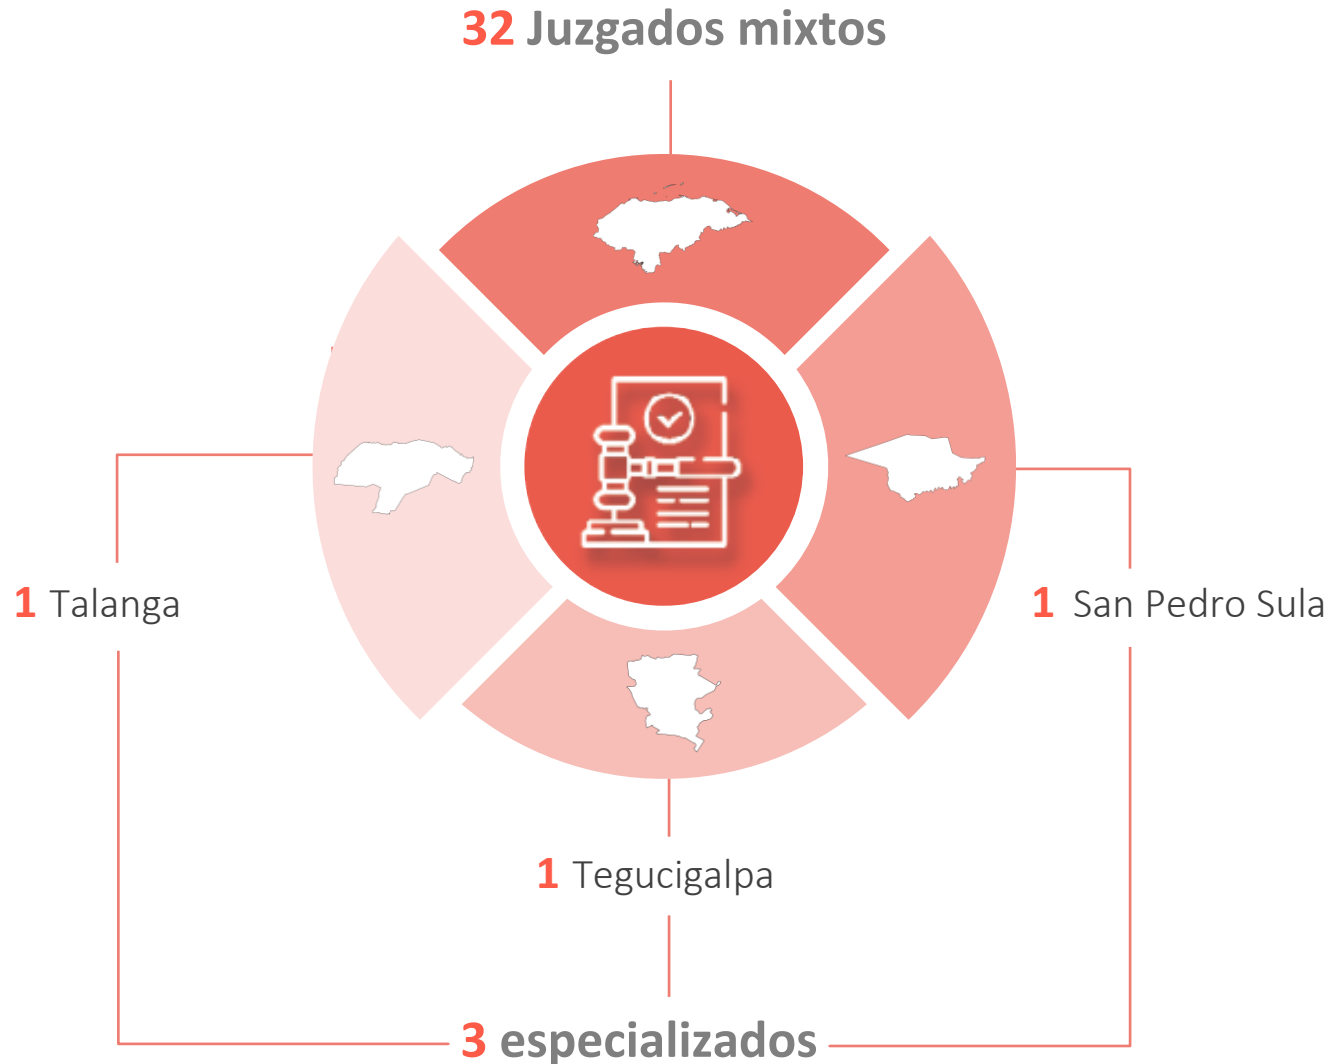 32 Juzgados mixtos
1 Talanga
1 San Pedro Sula
1 Tegucigalpa
3 especializados